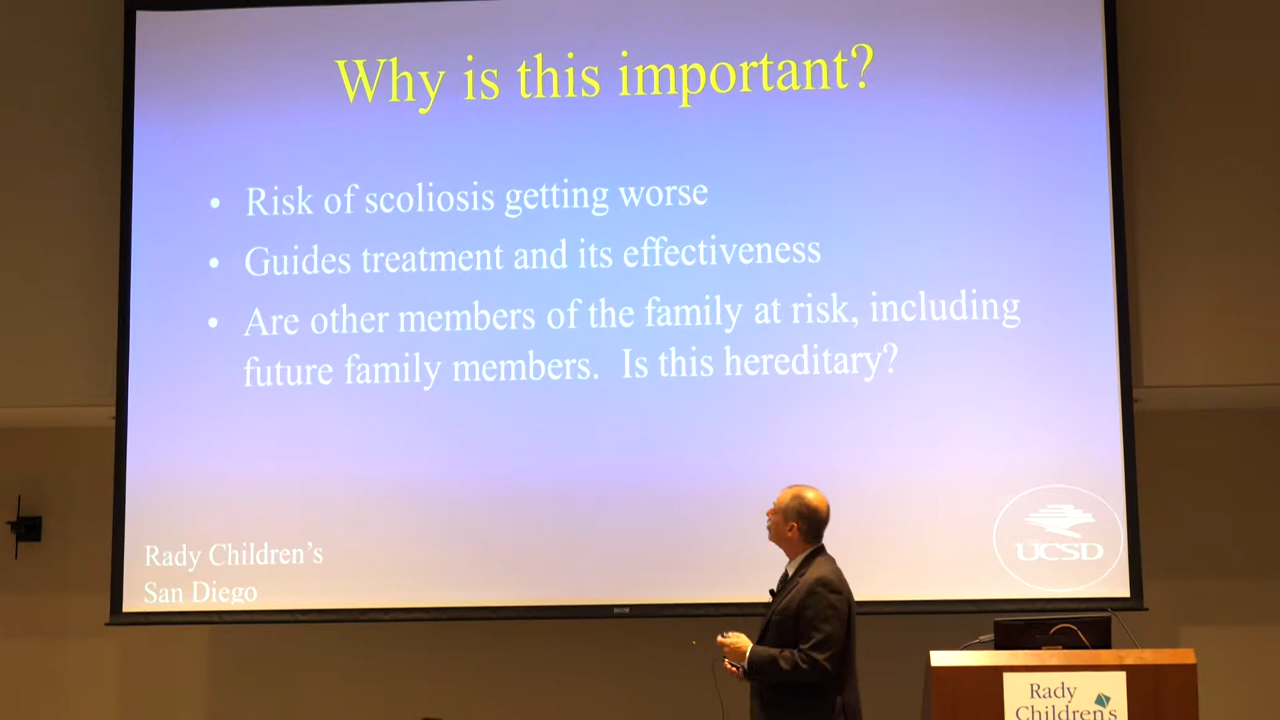 Why is this important?
• Risk of scoliosis getting worse
• Guides treatment and its effectiveness
• Are other members of the family at risk, including
future family members.  Is this hereditary?
Rady Children's
San Diego
UCSD
Rady
Children's